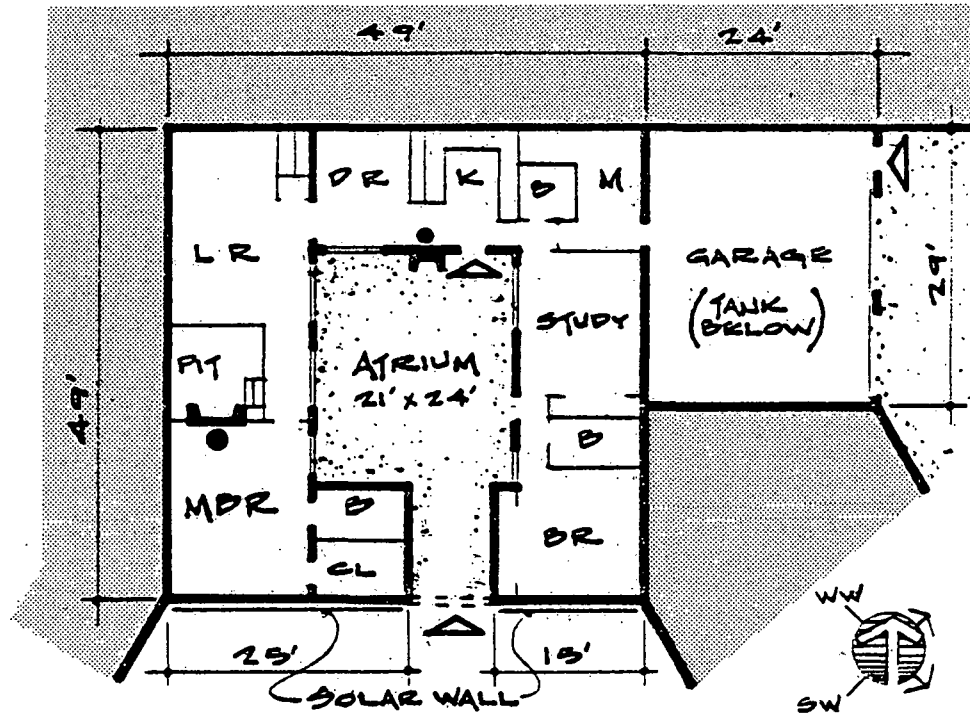 49' 24'
DR K B M
LR
GARAGE
(TANK
BELOW)
29'
STUDY
ATRIUM
21' x 24'
PIT
49'
B
MBR
B
BR
CL
WW
25' 15'
SOLAR WALL
SW